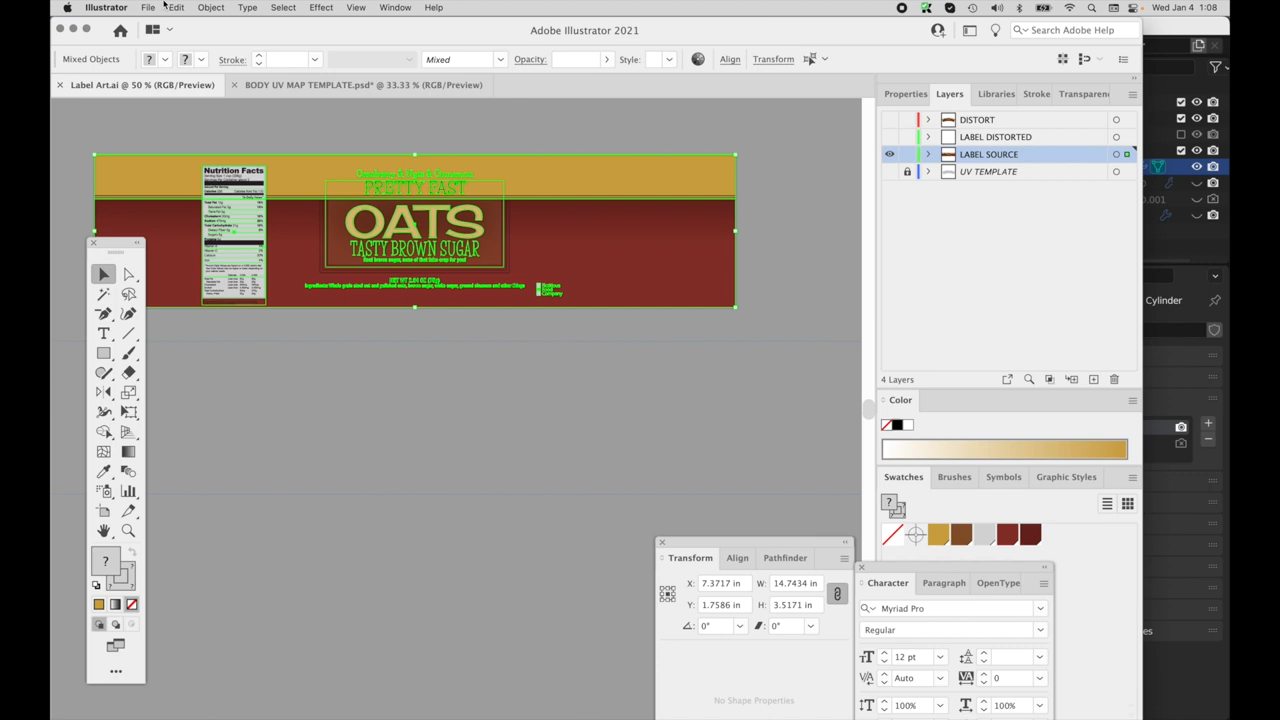 Illustrator File Edit Object Type Select Effect View Window Help
Wed Jan 4 1:08
Adobe Illustrator 2021
Search Adobe Help
Mixed Objects
?
?
Stroke:
Mixed
Opacity:
Style:
Align
Transform
× Label Art.ai @ 50 % (RGB/Preview)
× BODY UV MAP TEMPLATE.psd* @ 33.33 % (RGB/Preview)
Properties Layers Libraries Stroke Transparen
DISTORT
LABEL DISTORTED
LABEL SOURCE
UV TEMPLATE
Nutrition Facts
PRETTY FAST
OATS
TASTY BROWN SUGAR
.001
4 Layers
Cylinder
Color
Swatches Brushes Symbols Graphic Styles
?
?
Transform Align Pathfinder
X: 7.3717 in W: 14.7434 in
Y: 1.7586 in H: 3.5171 in
0° 0°
No Shape Properties
Character Paragraph OpenType
Myriad Pro
Regular
12 pt
Auto 0
100% 100%
es